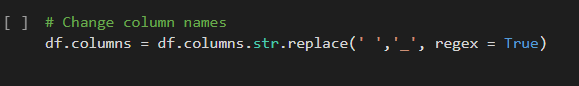 [ ] # Change column names
df.columns = df.columns.str.replace(' ','_', regex = True)